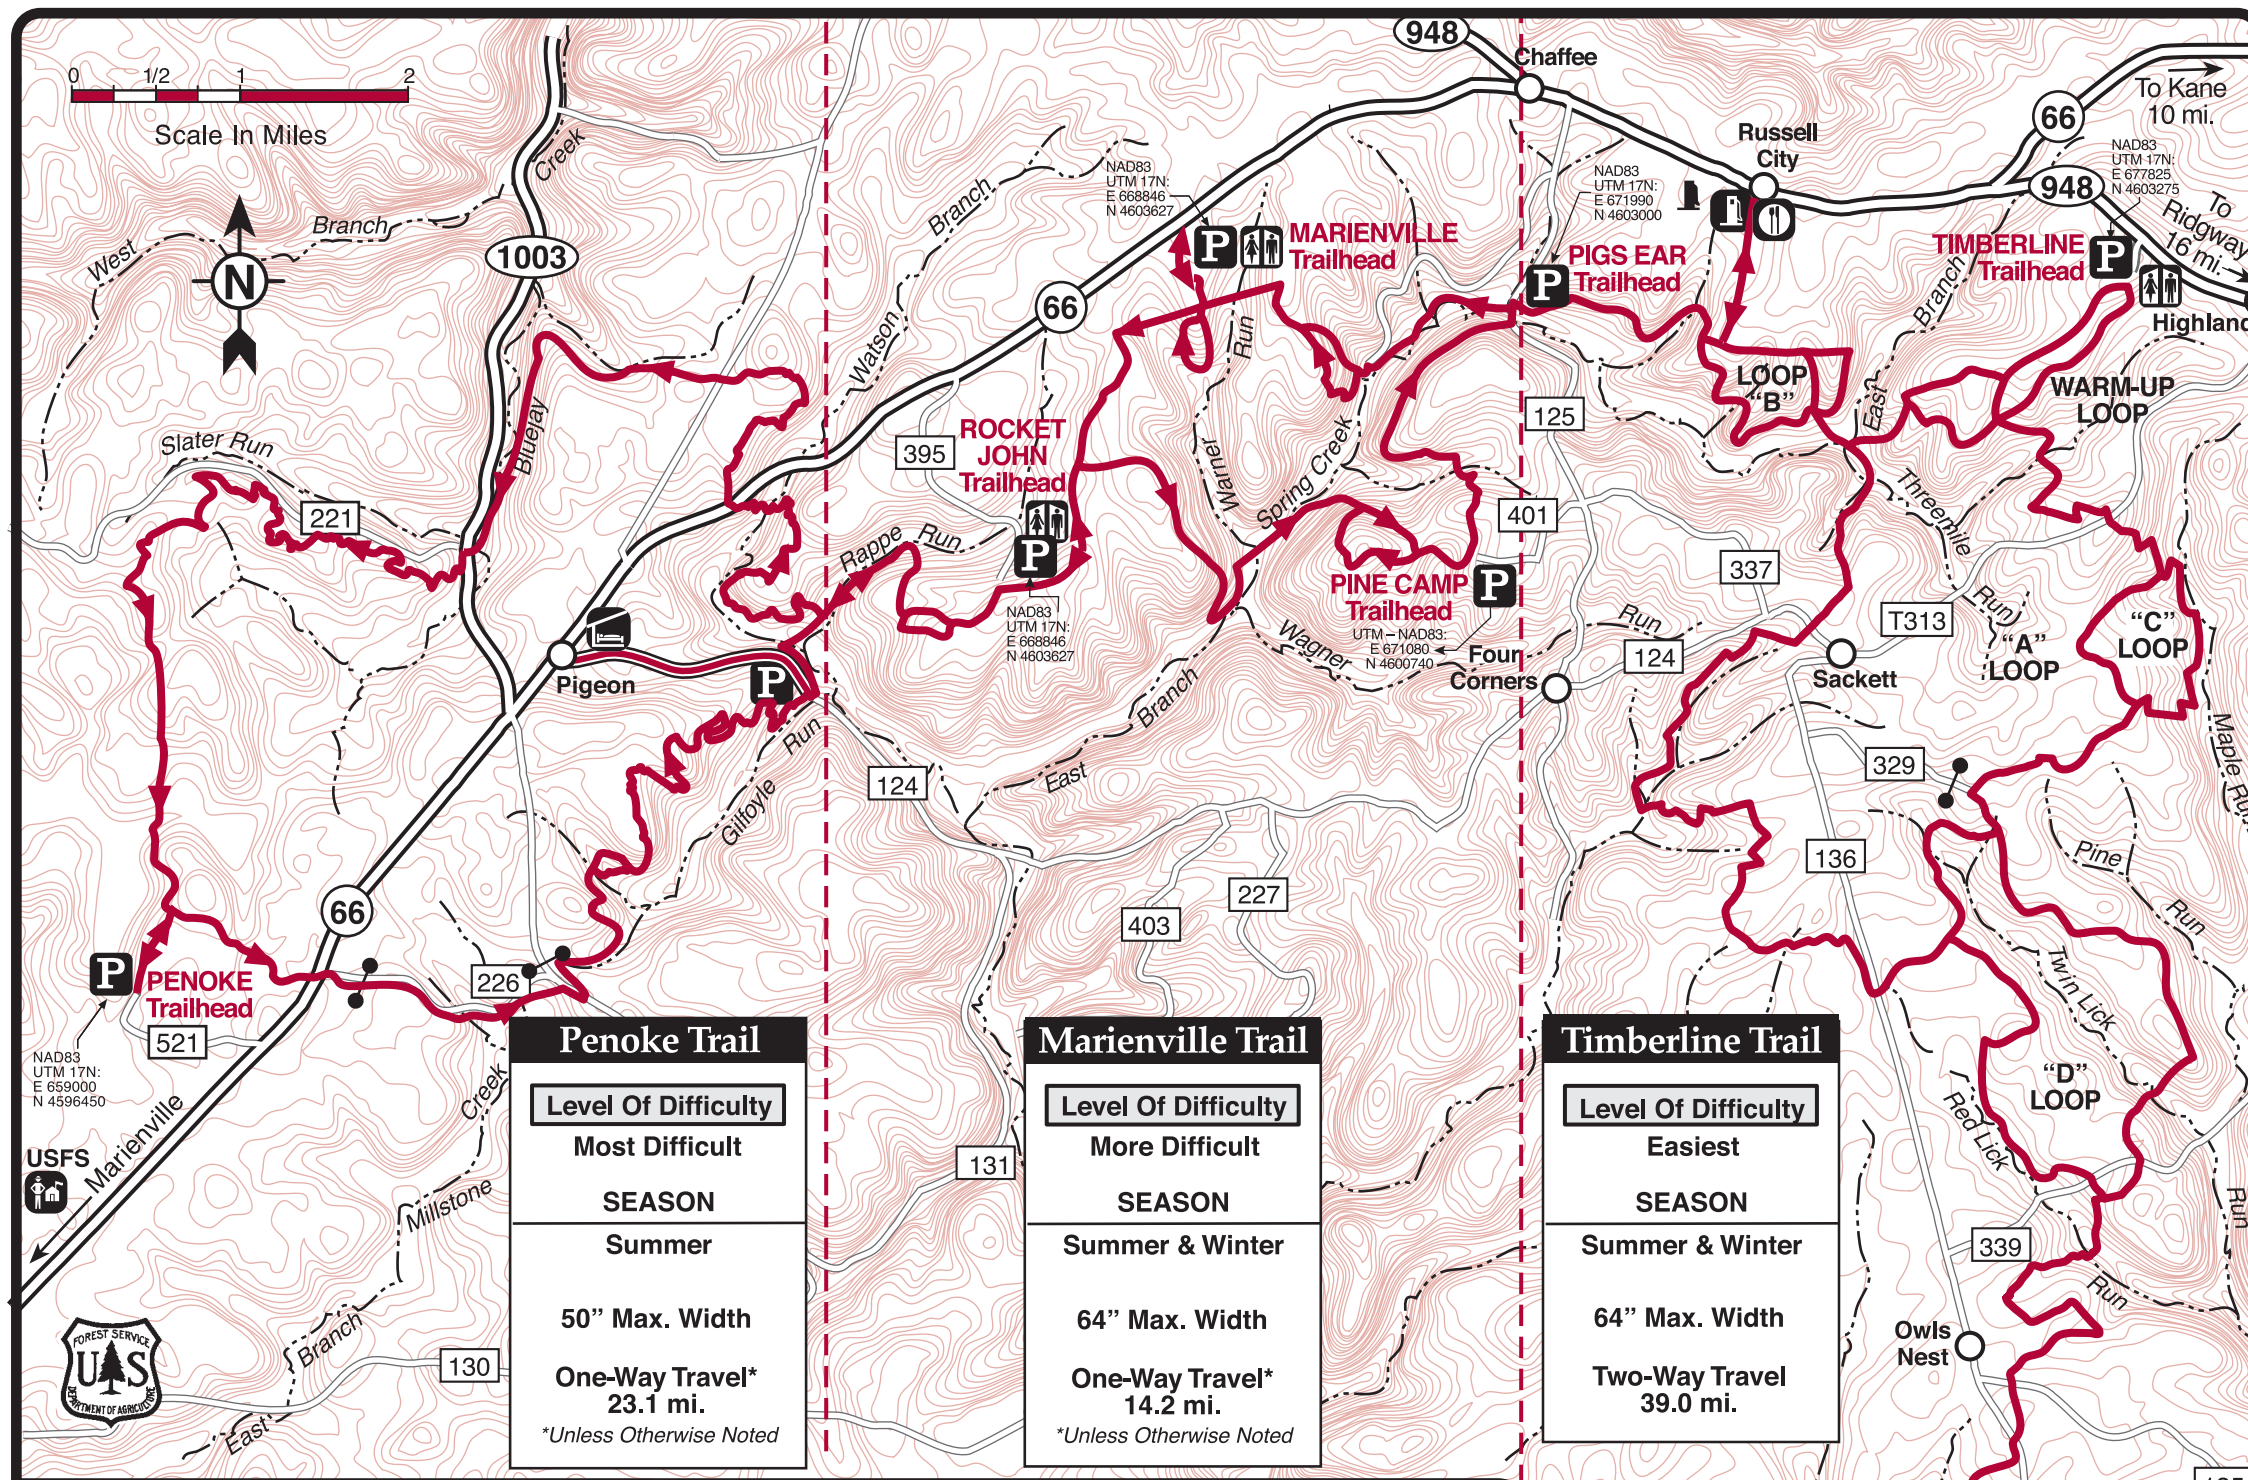 0 1/2 1 2
Scale In Miles
N
West
Branch
Creek
1003
Bluejay
Slater Run
221
Pigeon
66
PENOKE
Trailhead
NAD83
UTM 17N:
E 659000
N 4596450
521
USFS
Marienville
226
Creek
Millstone
Branch
East
130
FOREST SERVICE
US
DEPARTMENT OF AGRICULTURE
P
P
Gilfoyle
Run
124
Rappe Run
Watson
Branch
66
395
ROCKET
JOHN
Trailhead
P
NAD83
UTM 17N:
E 668846
N 4603627
NAD83
UTM 17N:
E 668846
N 4603627
P
MARIENVILLE
Trailhead
Warner
Run
Spring Creek
PINE CAMP
Trailhead
P
UTM – NAD83:
E 671080
N 4600740
Wagner
Run
East
Branch
403
227
131
948
Chaffee
NAD83
UTM 17N:
E 671990
N 4603000
P
PIGS EAR
Trailhead
125
401
Four
Corners
124
337
Russell
City
LOOP
“B”
East
Branch
66
948
To Kane
10 mi.
NAD83
UTM 17N:
E 677825
N 4603275
To
Ridgway
16 mi.
TIMBERLINE
Trailhead
P
Highland
WARM-UP
LOOP
Threemile
Run
T313
Sackett
“A”
LOOP
“C”
LOOP
Maple Run
329
136
Pine
Run
Twin Lick
Run
“D”
LOOP
Red Lick
Run
339
Owls
Nest
Penoke Trail
Level Of Difficulty
Most Difficult
SEASON
Summer
50” Max. Width
One-Way Travel*
23.1 mi.
*Unless Otherwise Noted
Marienville Trail
Level Of Difficulty
More Difficult
SEASON
Summer & Winter
64” Max. Width
One-Way Travel*
14.2 mi.
*Unless Otherwise Noted
Timberline Trail
Level Of Difficulty
Easiest
SEASON
Summer & Winter
64” Max. Width
Two-Way Travel
39.0 mi.